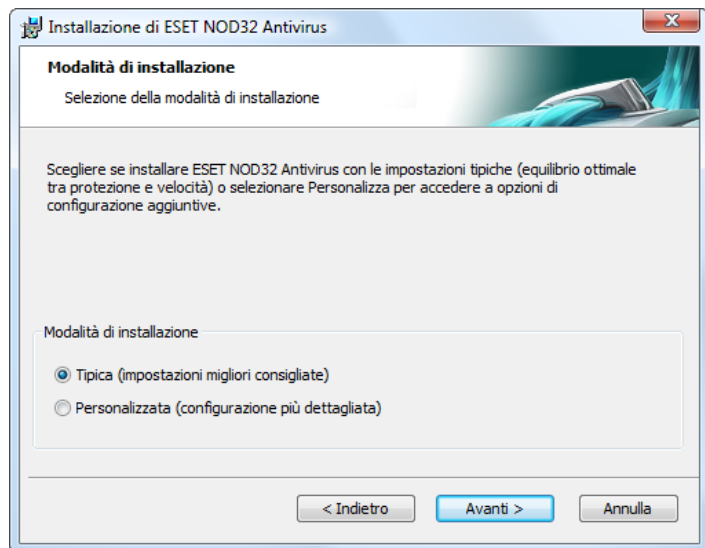 Installazione di ESET NOD32 Antivirus
Modalità di installazione
Selezione della modalità di installazione
Scegliere se installare ESET NOD32 Antivirus con le impostazioni tipiche (equilibrio ottimale
tra protezione e velocità) o selezionare Personalizza per accedere a opzioni di
configurazione aggiuntive.
Modalità di installazione
Tipica (impostazioni migliori consigliate)
Personalizzata (configurazione più dettagliata)
< Indietro
Avanti >
Annulla